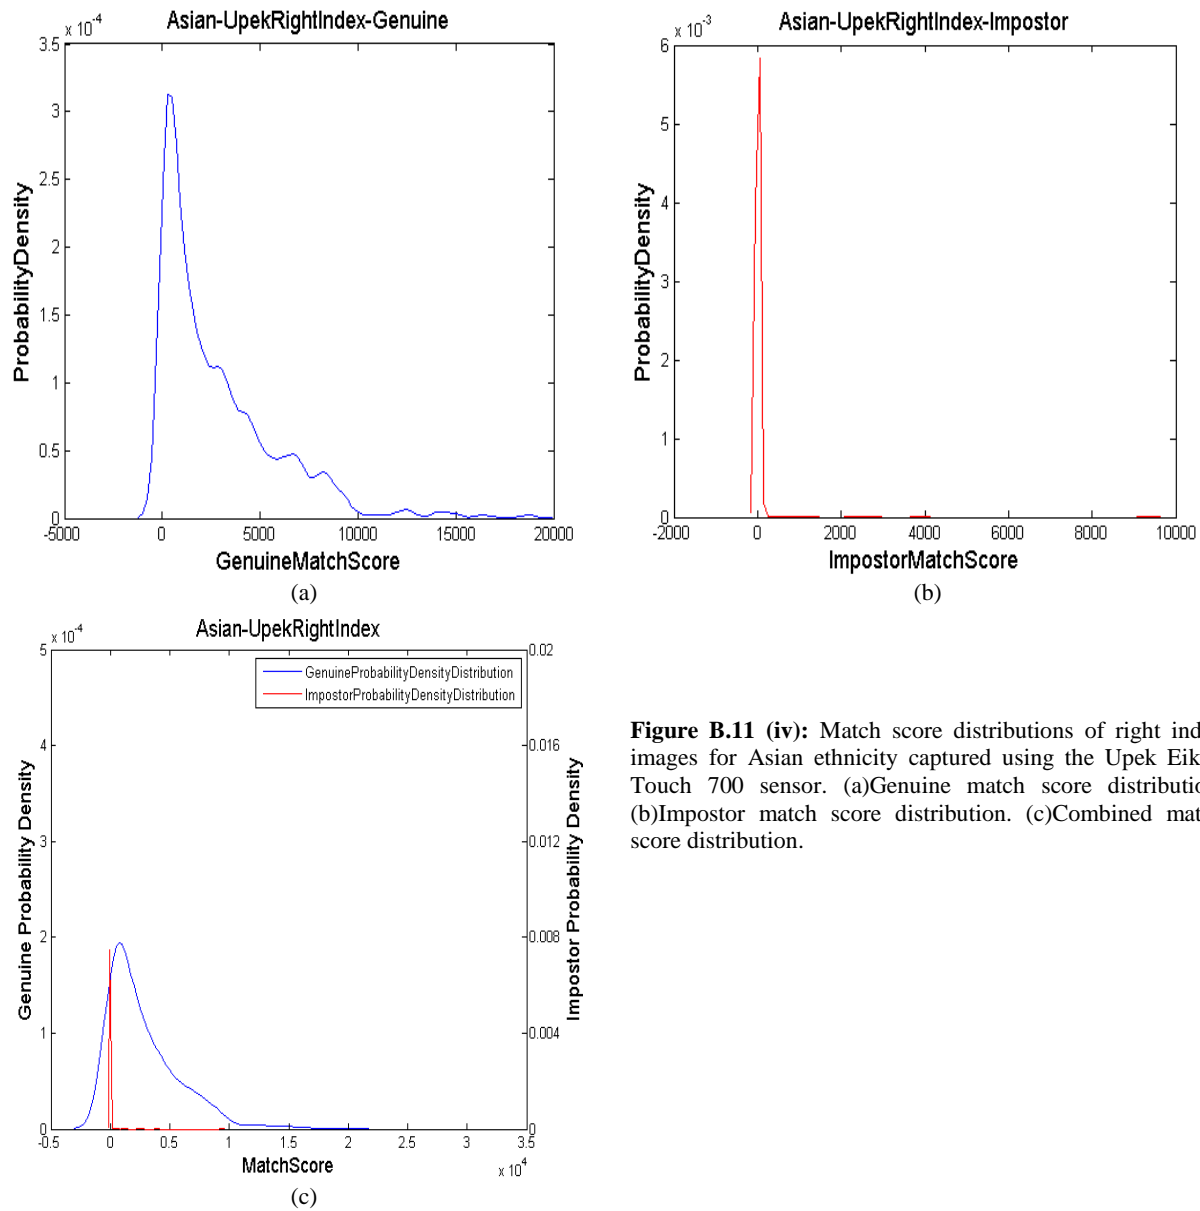 Asian-UpekRightIndex-Genuine
x 10-4
3.5
3
2.5
2
1.5
1
0.5
0
-5000 0 5000 10000 15000 20000
ProbabilityDensity
GenuineMatchScore
(a)
Asian-UpekRightIndex-Impostor
x 10-3
6
5
4
3
2
1
0
-2000 0 2000 4000 6000 8000 10000
ProbabilityDensity
ImpostorMatchScore
(b)
Asian-UpekRightIndex
x 10-4
5
4
3
2
1
0
0.02
0.016
0.012
0.008
0.004
0
-0.5 0 0.5 1 1.5 2 2.5 3 3.5
x 104
GenuineProbabilityDensityDistribution
ImpostorProbabilityDensityDistribution
Genuine Probability Density
Impostor Probability Density
MatchScore
(c)
Figure B.11 (iv): Match score distributions of right ind
images for Asian ethnicity captured using the Upek Eik
Touch 700 sensor. (a)Genuine match score distributio
(b)Impostor match score distribution. (c)Combined mat
score distribution.